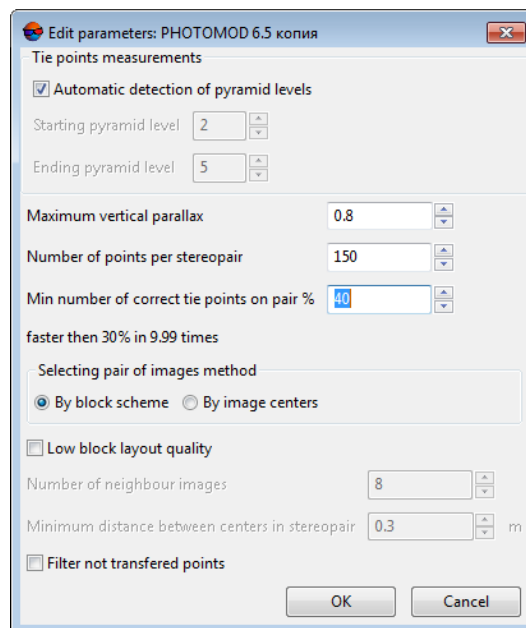 Edit parameters: PHOTOMOD 6.5 копия
Tie points measurements
Automatic detection of pyramid levels
Starting pyramid level 2
Ending pyramid level 5
Maximum vertical parallax 0.8
Number of points per stereopair 150
Min number of correct tie points on pair % 40
faster then 30% in 9.99 times
Selecting pair of images method
By block scheme By image centers
Low block layout quality
Number of neighbour images 8
Minimum distance between centers in stereopair 0.3 m
Filter not transfered points
OK Cancel